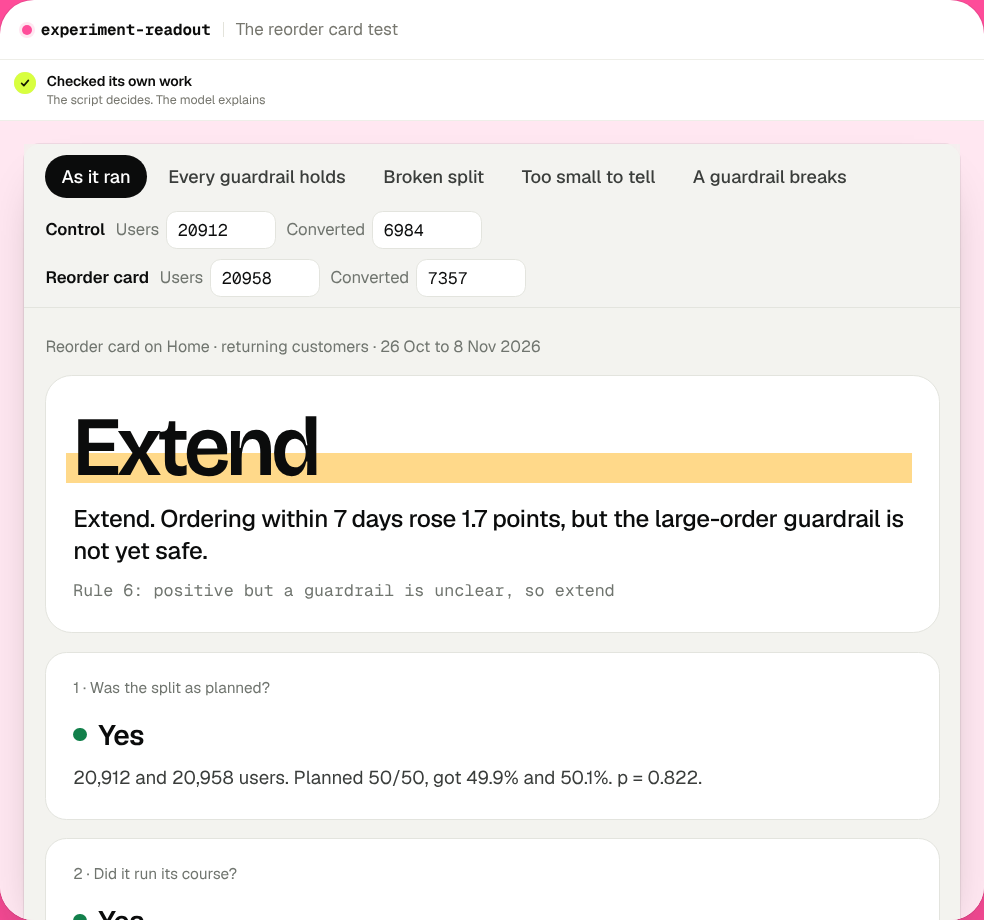 experiment-readout The reorder card test
Checked its own work
The script decides. The model explains
As it ran Every guardrail holds Broken split Too small to tell A guardrail breaks
Control Users 20912 Converted 6984
Reorder card Users 20958 Converted 7357
Reorder card on Home · returning customers · 26 Oct to 8 Nov 2026
Extend
Extend. Ordering within 7 days rose 1.7 points, but the large-order guardrail is
not yet safe.
Rule 6: positive but a guardrail is unclear, so extend
1 · Was the split as planned?
Yes
20,912 and 20,958 users. Planned 50/50, got 49.9% and 50.1%. p = 0.822.
2 · Did it run its course?
Yes